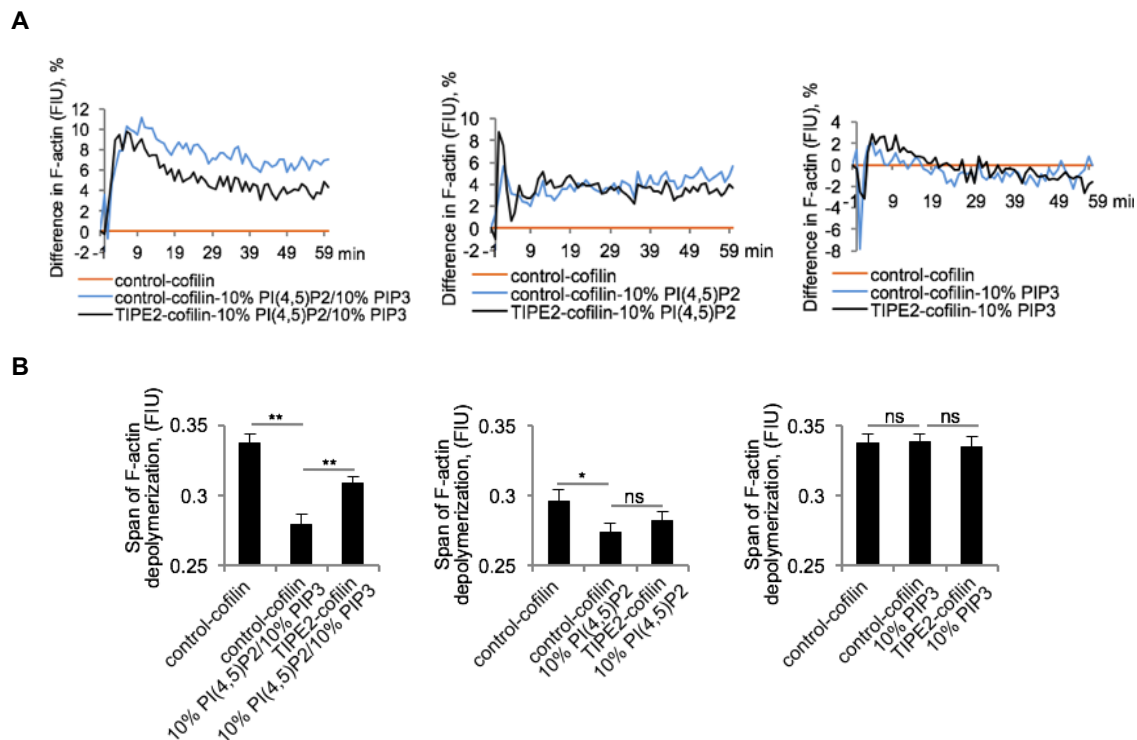 A
Difference in F-actin (FIU), %
12
10
8
6
4
2
0
-2
-1 9 19 29 39 49 59 min
control-cofilin
control-cofilin-10% PI(4,5)P2/10% PIP3
TIPE2-cofilin-10% PI(4,5)P2/10% PIP3
Difference in F-actin (FIU), %
10
8
6
4
2
0
-2
-1 9 19 29 39 49 59 min
control-cofilin
control-cofilin-10% PI(4,5)P2
TIPE2-cofilin-10% PI(4,5)P2
Difference in F-actin (FIU), %
4
2
0
-2
-4
-6
-8
-1 9 19 29 39 49 59 min
control-cofilin
control-cofilin-10% PIP3
TIPE2-cofilin-10% PIP3
B
Span of F-actin
depolymerization, (FIU)
0.35
0.3
0.25
**
**
control-cofilin
control-cofilin
10% PI(4,5)P2/10% PIP3
TIPE2-cofilin
10% PI(4,5)P2/10% PIP3
Span of F-actin
depolymerization, (FIU)
0.35
0.3
0.25
*
ns
control-cofilin
control-cofilin
10% PI(4,5)P2
TIPE2-cofilin
10% PI(4,5)P2
Span of F-actin
depolymerization, (FIU)
0.35
0.3
0.25
ns
ns
control-cofilin
control-cofilin
10% PIP3
TIPE2-cofilin
10% PIP3